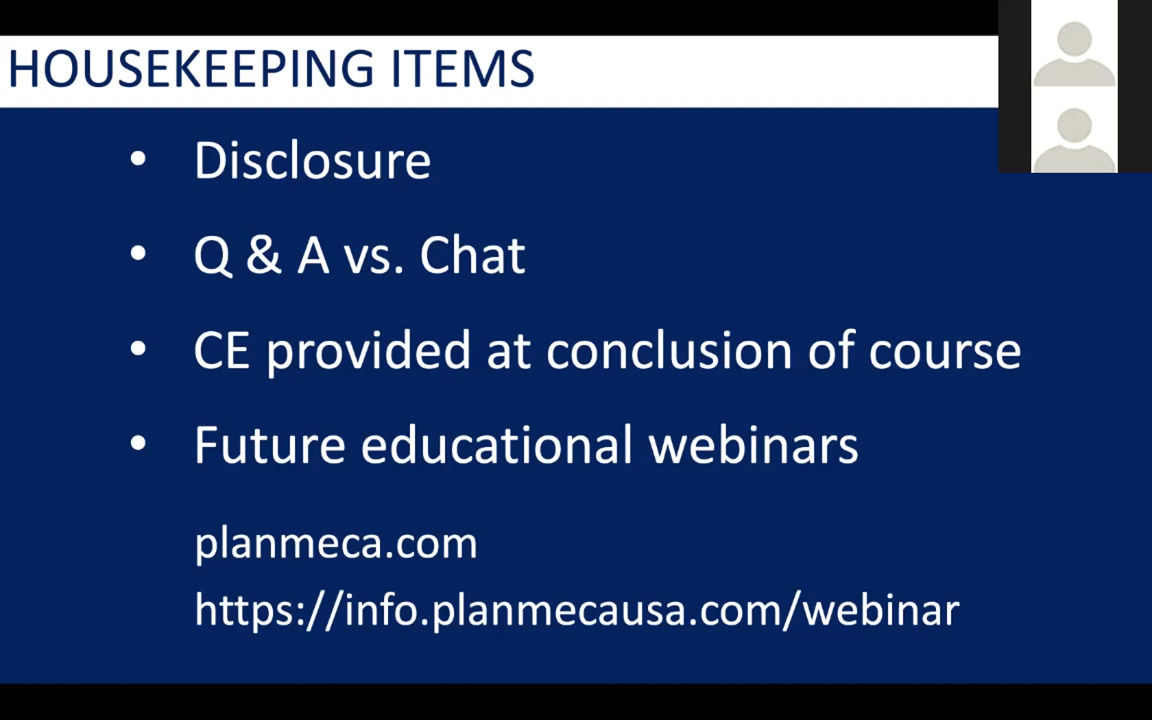 HOUSEKEEPING ITEMS
• Disclosure
• Q & A vs. Chat
• CE provided at conclusion of course
• Future educational webinars
planmeca.com
https://info.planmecausa.com/webinar